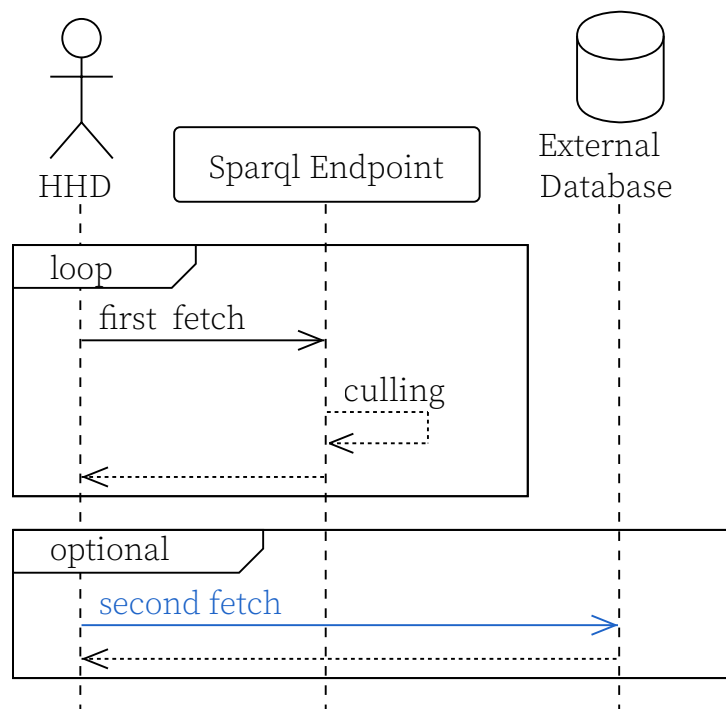 HHD
Sparql Endpoint
External
Database
loop
first fetch
culling
optional
second fetch